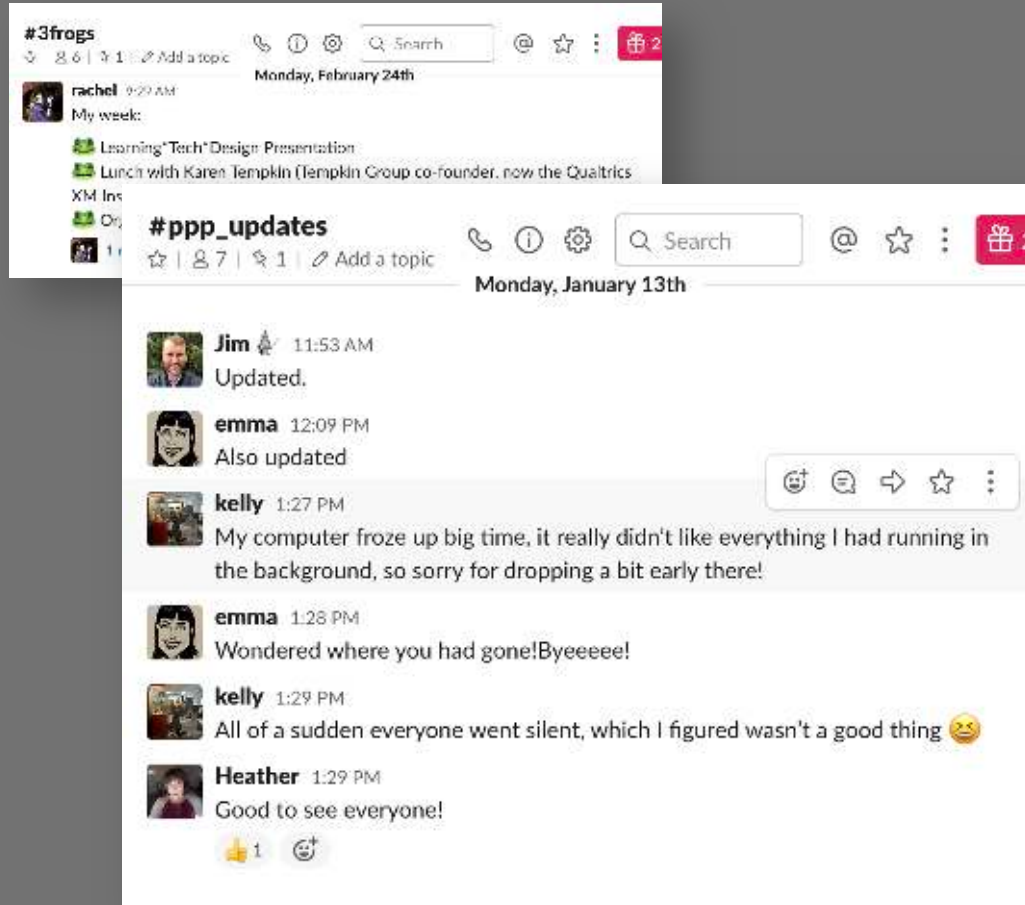 #3frogs
6 | 1 | Add a topic
Search
2
Monday, February 24th
rachel 9:27 AM
My week:
Learning*Tech*Design Presentation
Lunch with Karen Tempkin (Tempkin Group co-founder, now the Qualtrics
XM Ins
1
#ppp_updates
7 | 1 | Add a topic
Search
Monday, January 13th
Jim 11:53 AM
Updated.
emma 12:09 PM
Also updated
kelly 1:27 PM
My computer froze up big time, it really didn't like everything I had running in
the background, so sorry for dropping a bit early there!
emma 1:28 PM
Wondered where you had gone!Byeeeee!
kelly 1:29 PM
All of a sudden everyone went silent, which I figured wasn't a good thing 😆
Heather 1:29 PM
Good to see everyone!
👍 1